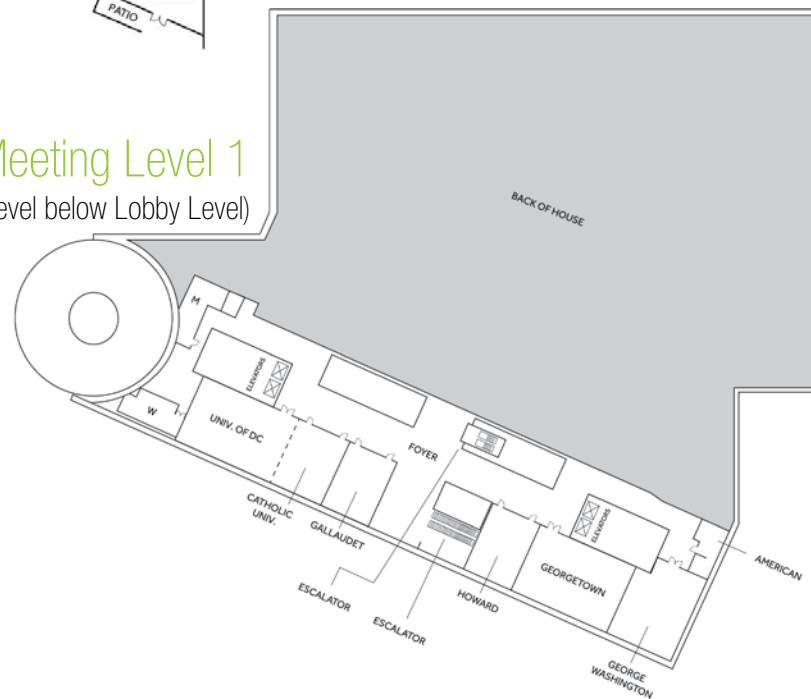 PATIO
Meeting Level 1
evel below Lobby Level)
BACK OF HOUSE
M
ELEVATORS
W
UNIV. OF DC
FOYER
CATHOLIC
UNIV.
GALLAUDET
ELEVATORS
GEORGETOWN
AMERICAN
ESCALATOR
HOWARD
ESCALATOR
GEORGE
WASHINGTON